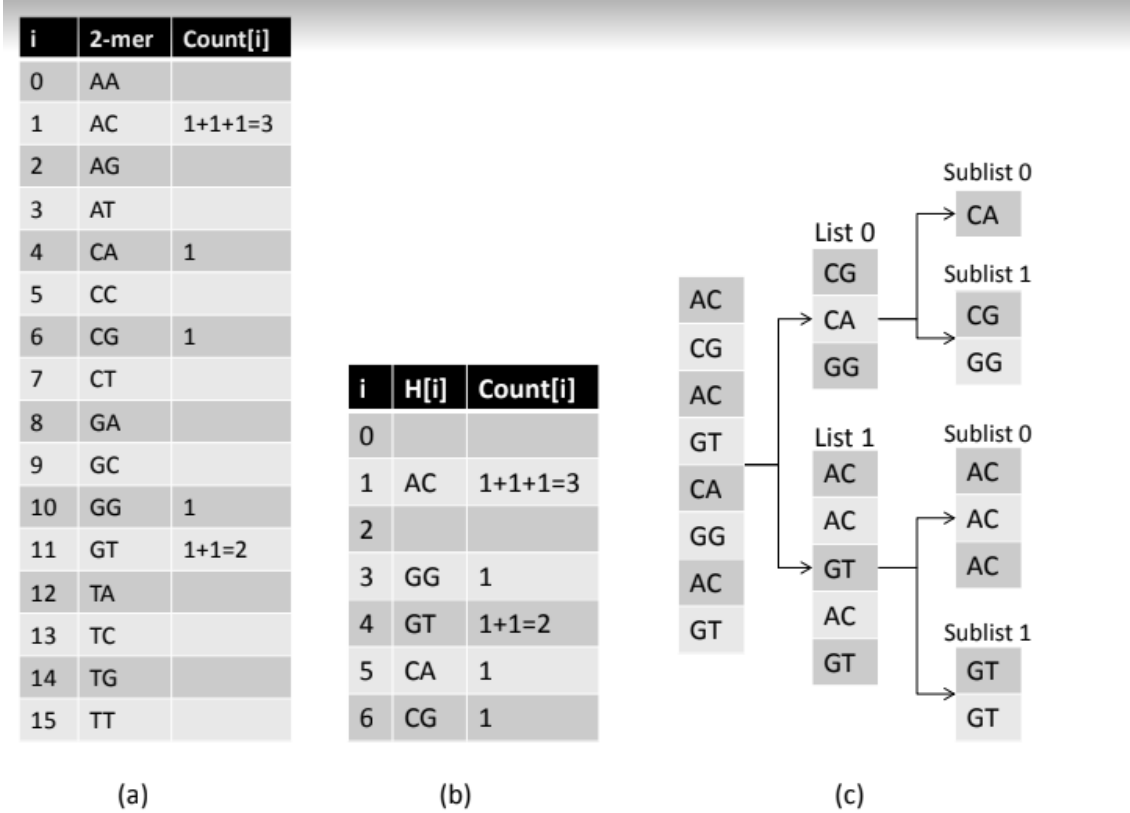 i 2-mer Count[i]
0 AA
1 AC 1+1+1=3
2 AG
3 AT
4 CA 1
5 CC
6 CG 1
7 CT
8 GA
9 GC
10 GG 1
11 GT 1+1=2
12 TA
13 TC
14 TG
15 TT
(a)
i H[i] Count[i]
0
1 AC 1+1+1=3
2
3 GG 1
4 GT 1+1=2
5 CA 1
6 CG 1
(b)
AC
CG
AC
GT
CA
GG
AC
GT
List 0
CG
CA
GG
List 1
AC
AC
GT
AC
GT
Sublist 0
CA
Sublist 1
CG
GG
Sublist 0
AC
AC
AC
Sublist 1
GT
GT
(c)